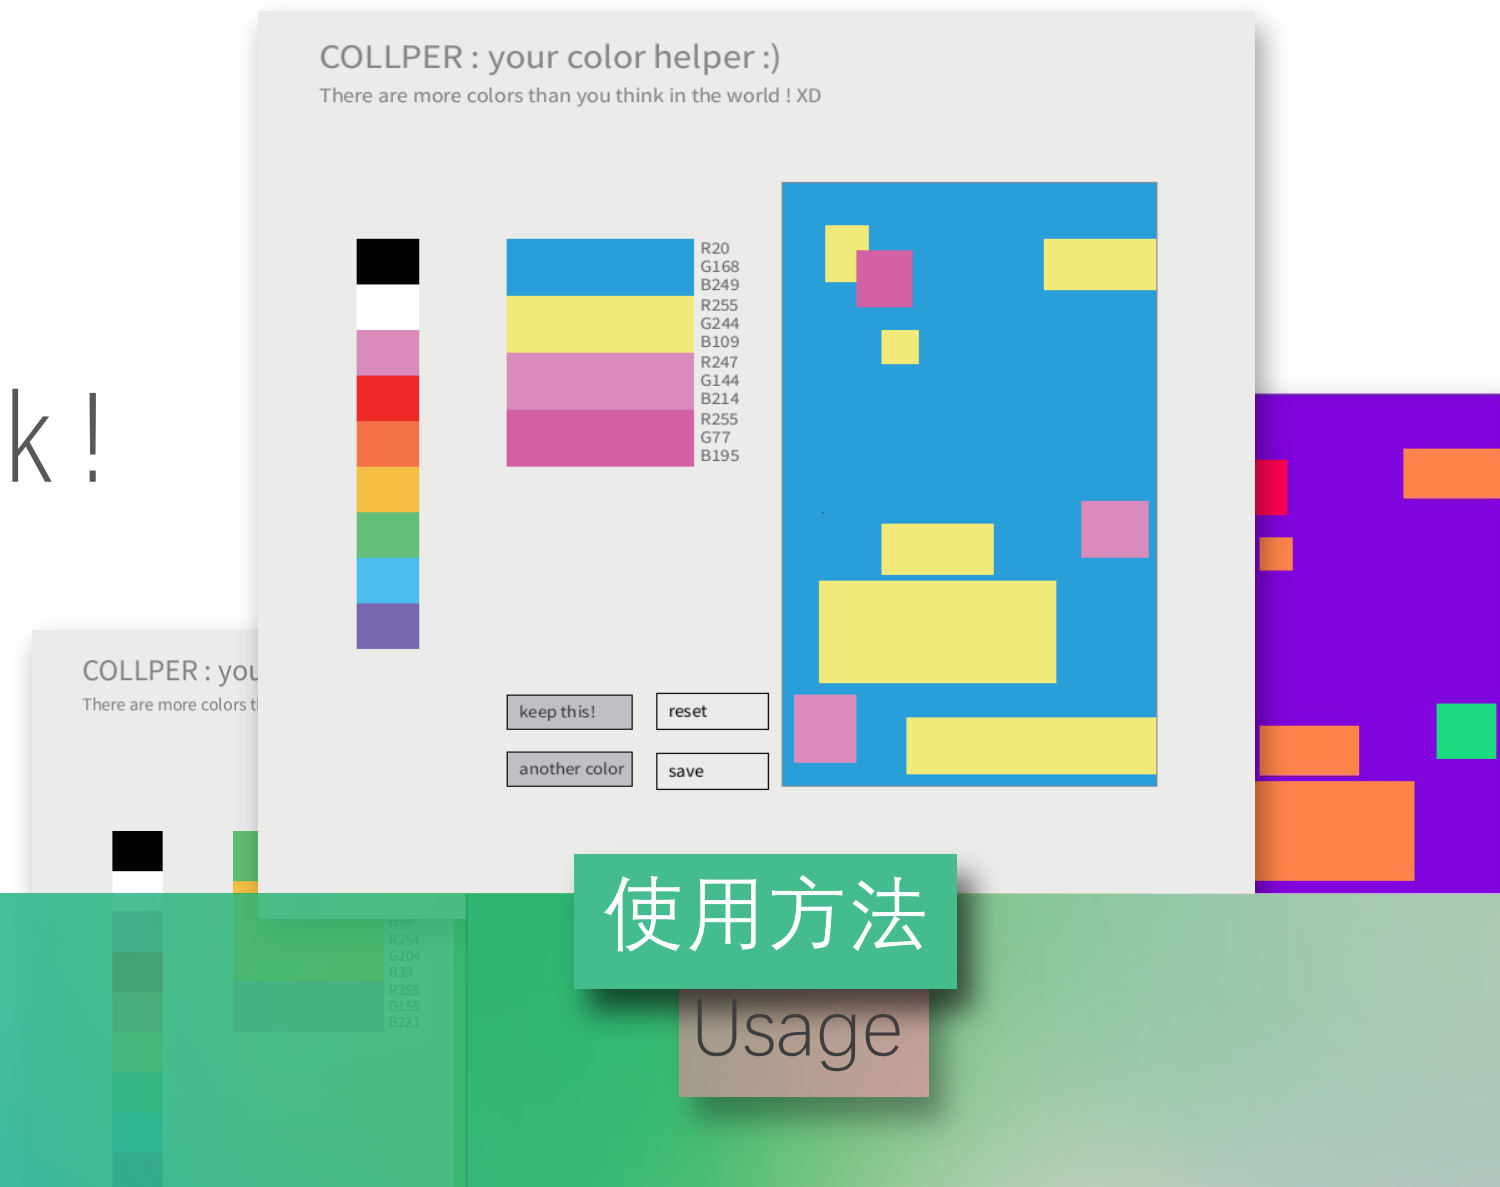 COLLPER : your color helper :)
There are more colors than you think in the world ! XD
R20
G168
B249
R255
G244
B109
R247
G144
B214
R255
G77
B195
k !
keep this!
reset
another color
save
COLLPER : you
There are more colors t
使用方法
Usage
B39
R254
G204
B39
R255
G155
B231